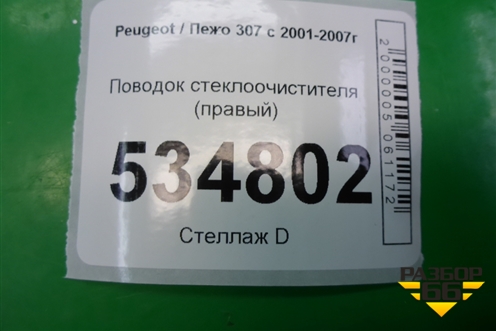 Peugeot / Пежо 307 с 2001-2007г
Поводок стеклоочистителя
(правый)
534802
Стеллаж D
2000005061172
РАЗБОР
66